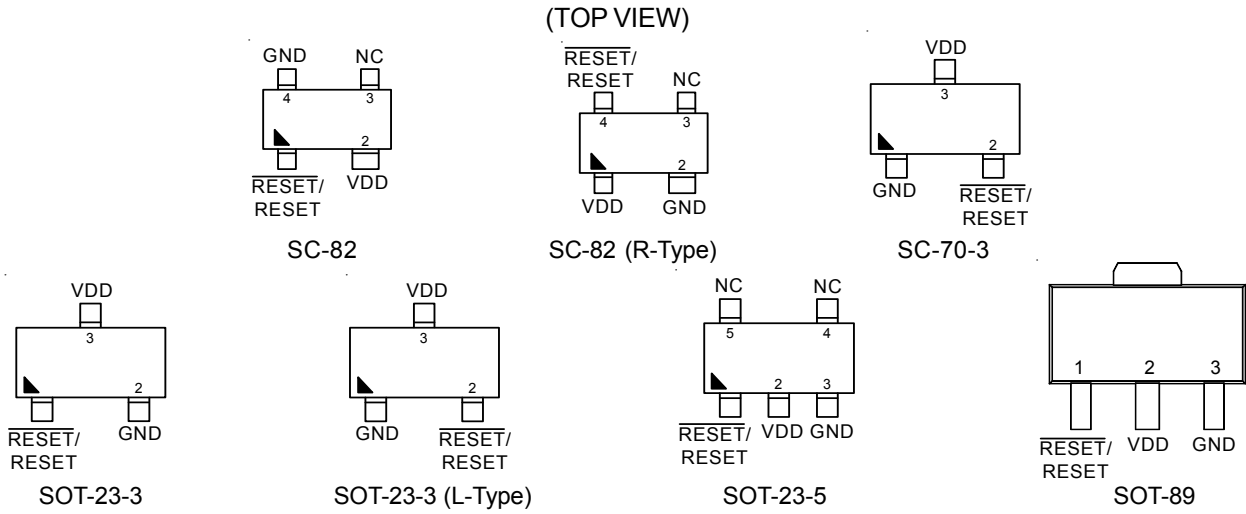 (TOP VIEW)
GND NC
4 3
2
RESET/
RESET
VDD
SC-82
RESET/
RESET
NC
4 3
2
VDD GND
SC-82 (R-Type)
VDD
3
2
GND
RESET/
RESET
SC-70-3
VDD
3
2
RESET/
RESET
GND
SOT-23-3
VDD
3
2
GND
RESET/
RESET
SOT-23-3 (L-Type)
NC NC
5 4
2 3
RESET/
RESET
VDD GND
SOT-23-5
1 2 3
RESET/
RESET
VDD GND
SOT-89